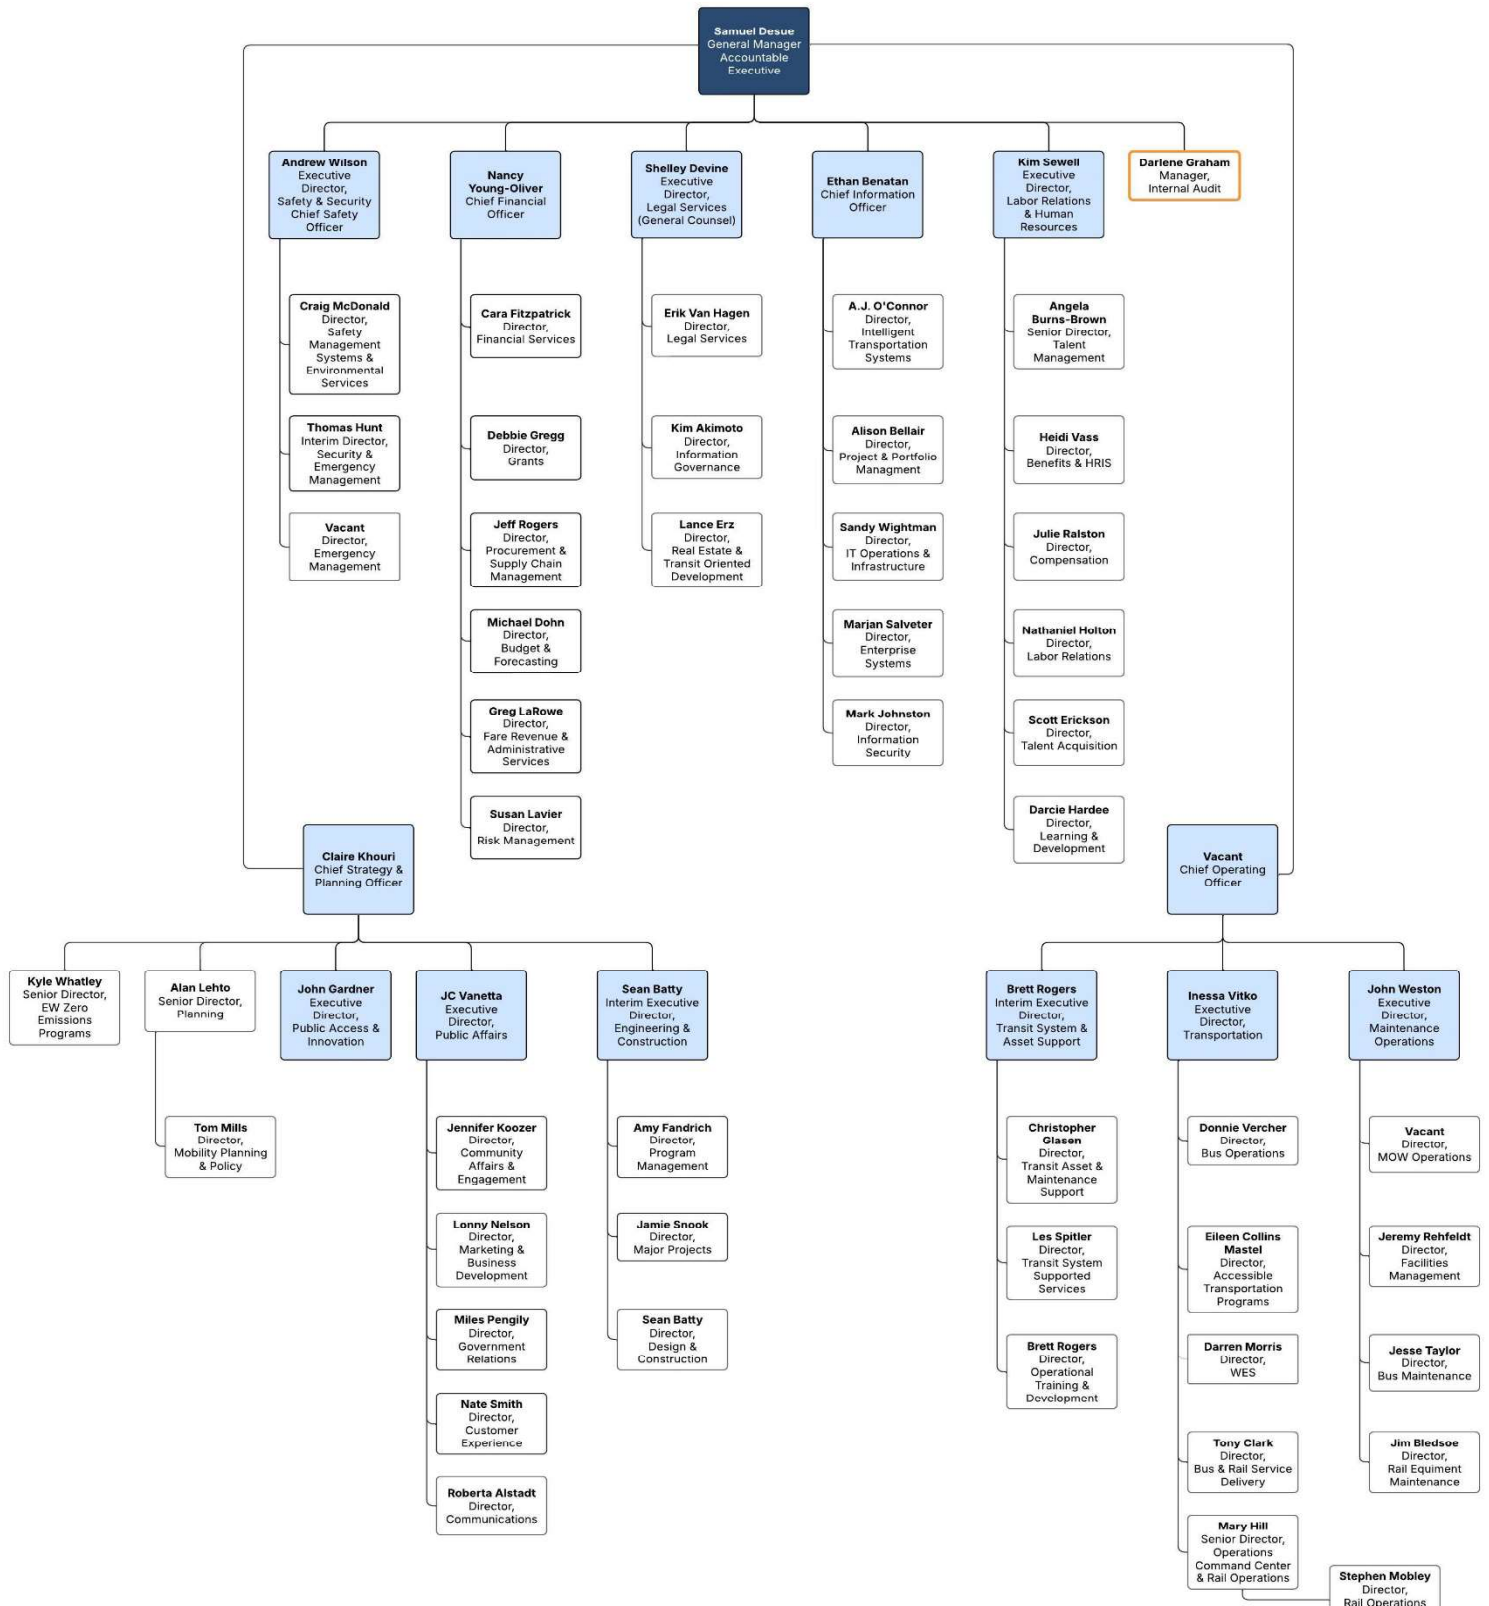 Samuel Desue
General Manager
Accountable
Executive
Andrew Wilson
Executive
Director,
Safety & Security
Chief Safety
Officer
Nancy
Young-Oliver
Chief Financial
Officer
Shelley Devine
Executive
Director,
Legal Services
(General Counsel)
Ethan Benatan
Chief Information
Officer
Kim Sewell
Executive
Director,
Labor Relations
& Human
Resources
Darlene Graham
Manager,
Internal Audit
Craig McDonald
Director,
Safety
Management
Systems &
Environmental
Services
Thomas Hunt
Interim Director,
Security &
Emergency
Management
Vacant
Director,
Emergency
Management
Cara Fitzpatrick
Director,
Financial Services
Debbie Gregg
Director,
Grants
Jeff Rogers
Director,
Procurement &
Supply Chain
Management
Michael Dohn
Director,
Budget &
Forecasting
Greg LaRowe
Director,
Fare Revenue &
Administrative
Services
Susan Lavier
Director,
Risk Management
Erik Van Hagen
Director,
Legal Services
Kim Akimoto
Director,
Information
Governance
Lance Erz
Director,
Real Estate &
Transit Oriented
Development
A.J. O'Connor
Director,
Intelligent
Transportation
Systems
Alison Bellair
Director,
Project & Portfolio
Managment
Sandy Wightman
Director,
IT Operations &
Infrastructure
Marjan Salveter
Director,
Enterprise
Systems
Mark Johnston
Director,
Information
Security
Angela
Burns-Brown
Senior Director,
Talent
Management
Heidi Vass
Director,
Benefits & HRIS
Julie Ralston
Director,
Compensation
Nathaniel Holton
Director,
Labor Relations
Scott Erickson
Director,
Talent Acquisition
Darcie Hardee
Director,
Learning &
Development
Claire Khouri
Chief Strategy &
Planning Officer
Vacant
Chief Operating
Officer
Kyle Whatley
Senior Director,
EW Zero
Emissions
Programs
Alan Lehto
Senior Director,
Planning
John Gardner
Executive
Director,
Public Access &
Innovation
JC Vanetta
Executive
Director,
Public Affairs
Sean Batty
Interim Executive
Director,
Engineering &
Construction
Brett Rogers
Interim Executive
Director,
Transit System &
Asset Support
Inessa Vitko
Executive
Director,
Transportation
John Weston
Executive
Director,
Maintenance
Operations
Tom Mills
Director,
Mobility Planning
& Policy
Jennifer Koozer
Director,
Community
Affairs &
Engagement
Lonny Nelson
Director,
Marketing &
Business
Development
Miles Pengily
Director,
Government
Relations
Nate Smith
Director,
Customer
Experience
Roberta Alstadt
Director,
Communications
Amy Fandrich
Director,
Program
Management
Jamie Snook
Director,
Major Projects
Sean Batty
Director,
Design &
Construction
Christopher
Glasen
Director,
Transit Asset &
Maintenance
Support
Les Spitler
Director,
Transit System
Supported
Services
Brett Rogers
Director,
Operational
Training &
Development
Donnie Vercher
Director,
Bus Operations
Eileen Collins
Mastel
Director,
Accessible
Transportation
Programs
Darren Morris
Director,
WES
Tony Clark
Director,
Bus & Rail Service
Delivery
Mary Hill
Senior Director,
Operations
Command Center
& Rail Operations
Stephen Mobley
Director,
Rail Operations
Vacant
Director,
MOW Operations
Jeremy Rehfeldt
Director,
Facilities
Management
Jesse Taylor
Director,
Bus Maintenance
Jim Bledsoe
Director,
Rail Equiment
Maintenance